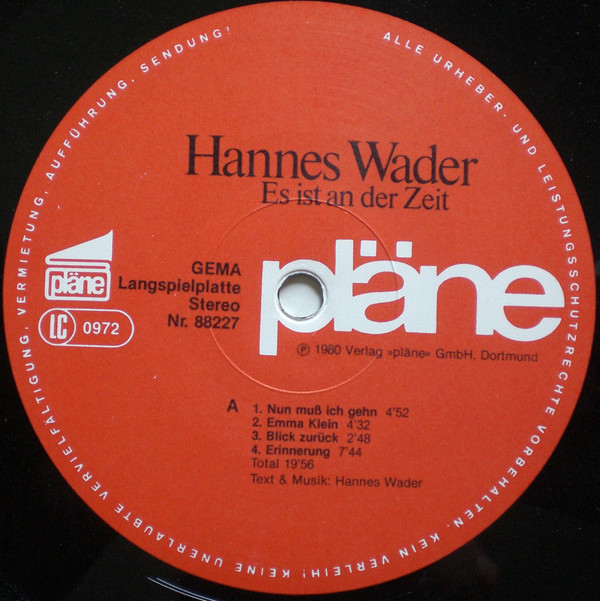 ALLE URHEBER- UND LEISTUNGSSCHUTZRECHTE VORBEHALTEN. KEIN VERLEIH! KEINE UNERLAUBTE VERVIELFÄLTIGUNG, VERMIETUNG, AUFFÜHRUNG, SENDUNG!
Hannes Wader
Es ist an der Zeit
pläne
LC 0972
GEMA
Langspielplatte
Stereo
Nr. 88227
pläne
℗ 1980 Verlag »pläne« GmbH, Dortmund
A
1. Nun muß ich gehn 4'52
2. Emma Klein 4'32
3. Blick zurück 2'48
4. Erinnerung 7'44
Total 19'56
Text & Musik: Hannes Wader